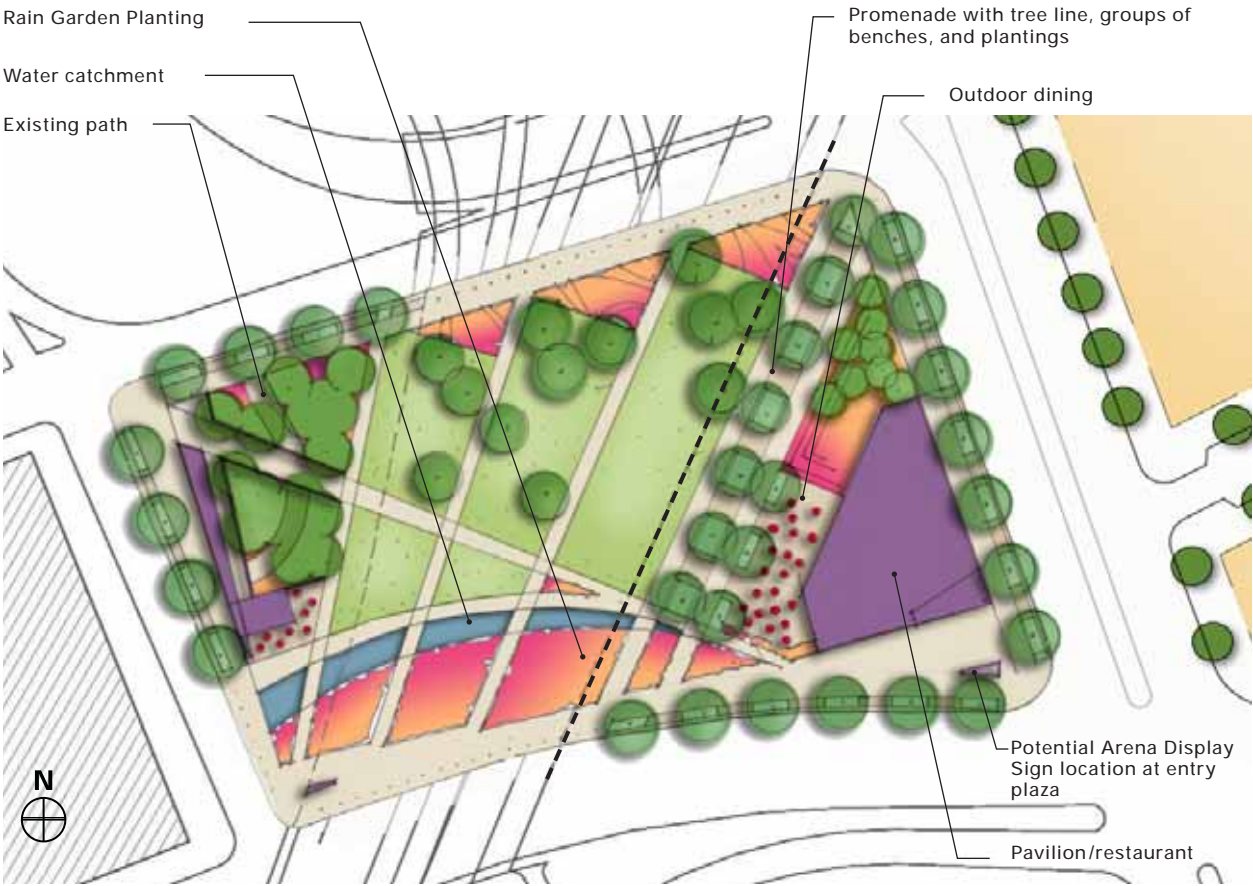 Rain Garden Planting
Water catchment
Existing path
Promenade with tree line, groups of
benches, and plantings
Outdoor dining
Potential Arena Display
Sign location at entry
plaza
Pavilion/restaurant
N